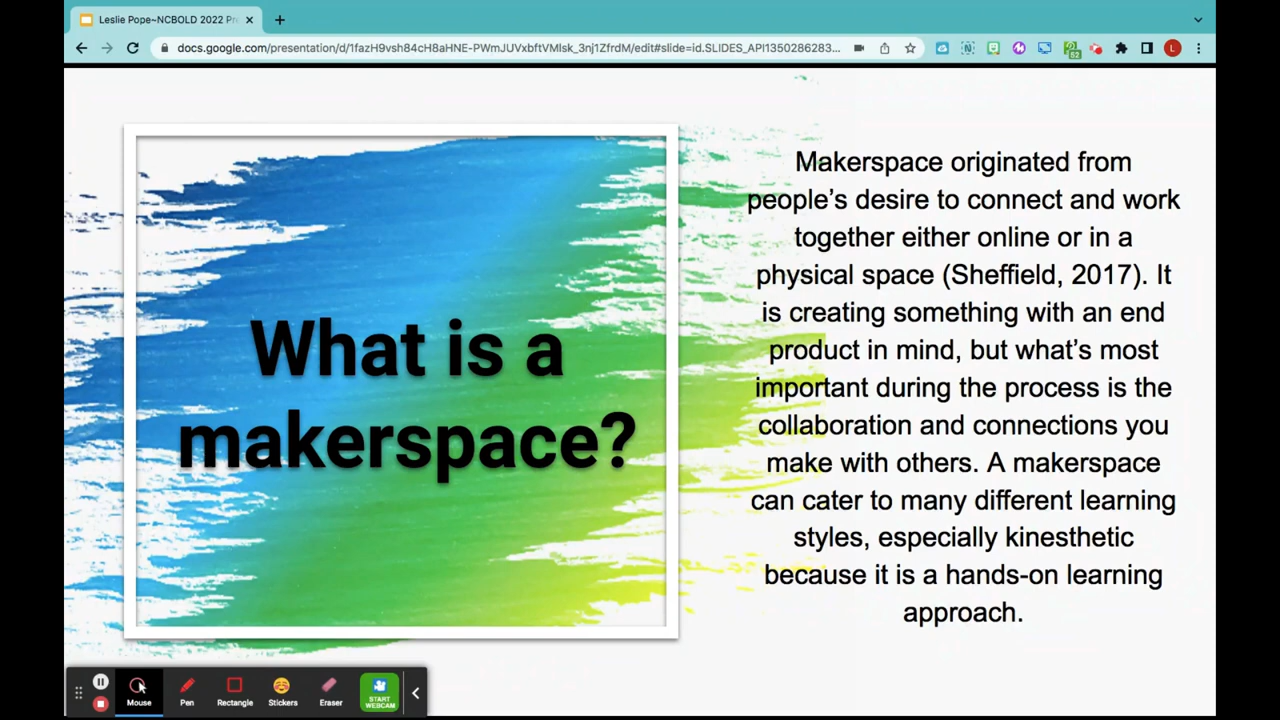 Leslie Pope~NCBOLD 2022 Pr
docs.google.com/presentation/d/1fazH9vsh84cH8aHNE-PWmJUVxbftVMlsk_3nj1ZfrdM/edit#slide=id.SLIDES_API1350286283...
52
L
What is a
makerspace?
Makerspace originated from
people's desire to connect and work
together either online or in a
physical space (Sheffield, 2017). It
is creating something with an end
product in mind, but what's most
important during the process is the
collaboration and connections you
make with others. A makerspace
can cater to many different learning
styles, especially kinesthetic
because it is a hands-on learning
approach.
Mouse
Pen
Rectangle
Stickers
Eraser
START
WEBCAM